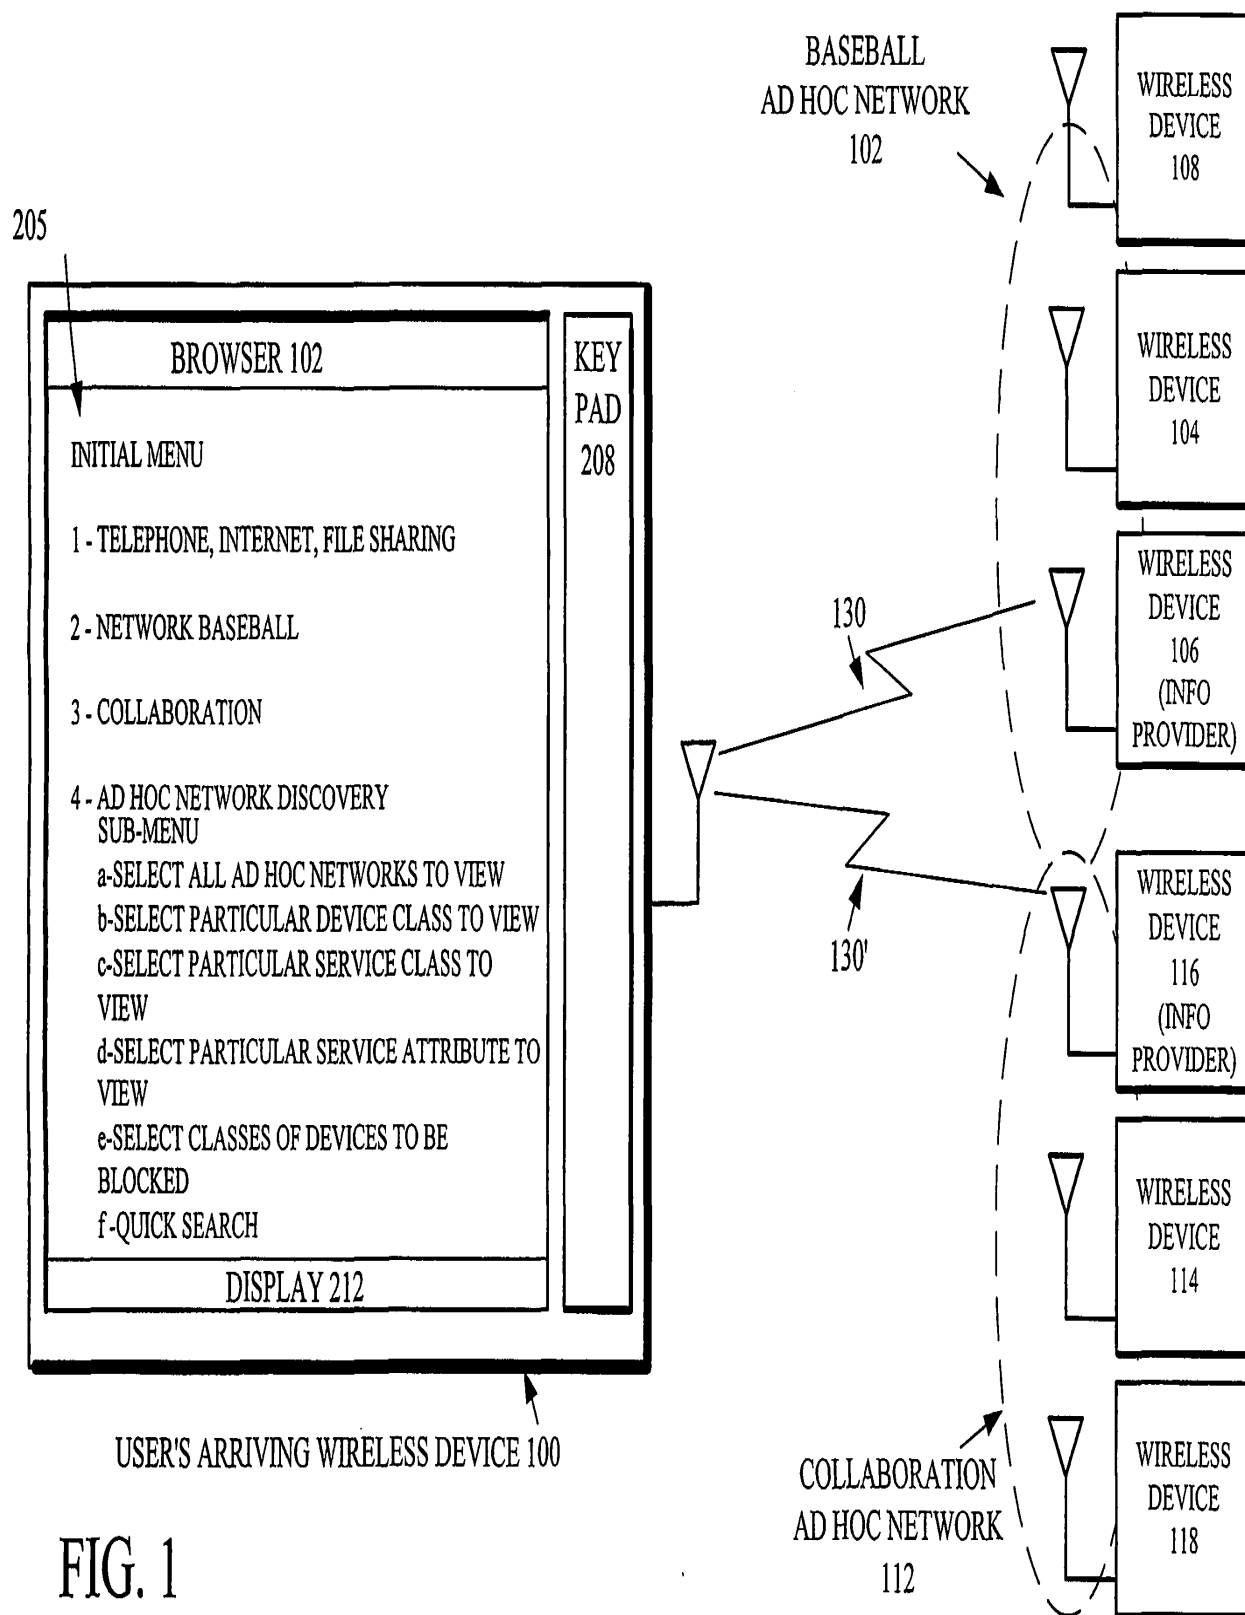 BASEBALL
AD HOC NETWORK
102
WIRELESS
DEVICE
108
205
WIRELESS
DEVICE
104
BROWSER 102
KEY
PAD
208
INITIAL MENU
1 - TELEPHONE, INTERNET, FILE SHARING
2 - NETWORK BASEBALL
3 - COLLABORATION
4 - AD HOC NETWORK DISCOVERY
SUB-MENU
a-SELECT ALL AD HOC NETWORKS TO VIEW
b-SELECT PARTICULAR DEVICE CLASS TO VIEW
c-SELECT PARTICULAR SERVICE CLASS TO
VIEW
d-SELECT PARTICULAR SERVICE ATTRIBUTE TO
VIEW
e-SELECT CLASSES OF DEVICES TO BE
BLOCKED
f -QUICK SEARCH
DISPLAY 212
130
130'
WIRELESS
DEVICE
106
(INFO
PROVIDER)
WIRELESS
DEVICE
116
(INFO
PROVIDER)
WIRELESS
DEVICE
114
USER'S ARRIVING WIRELESS DEVICE 100
COLLABORATION
AD HOC NETWORK
112
WIRELESS
DEVICE
118
FIG. 1